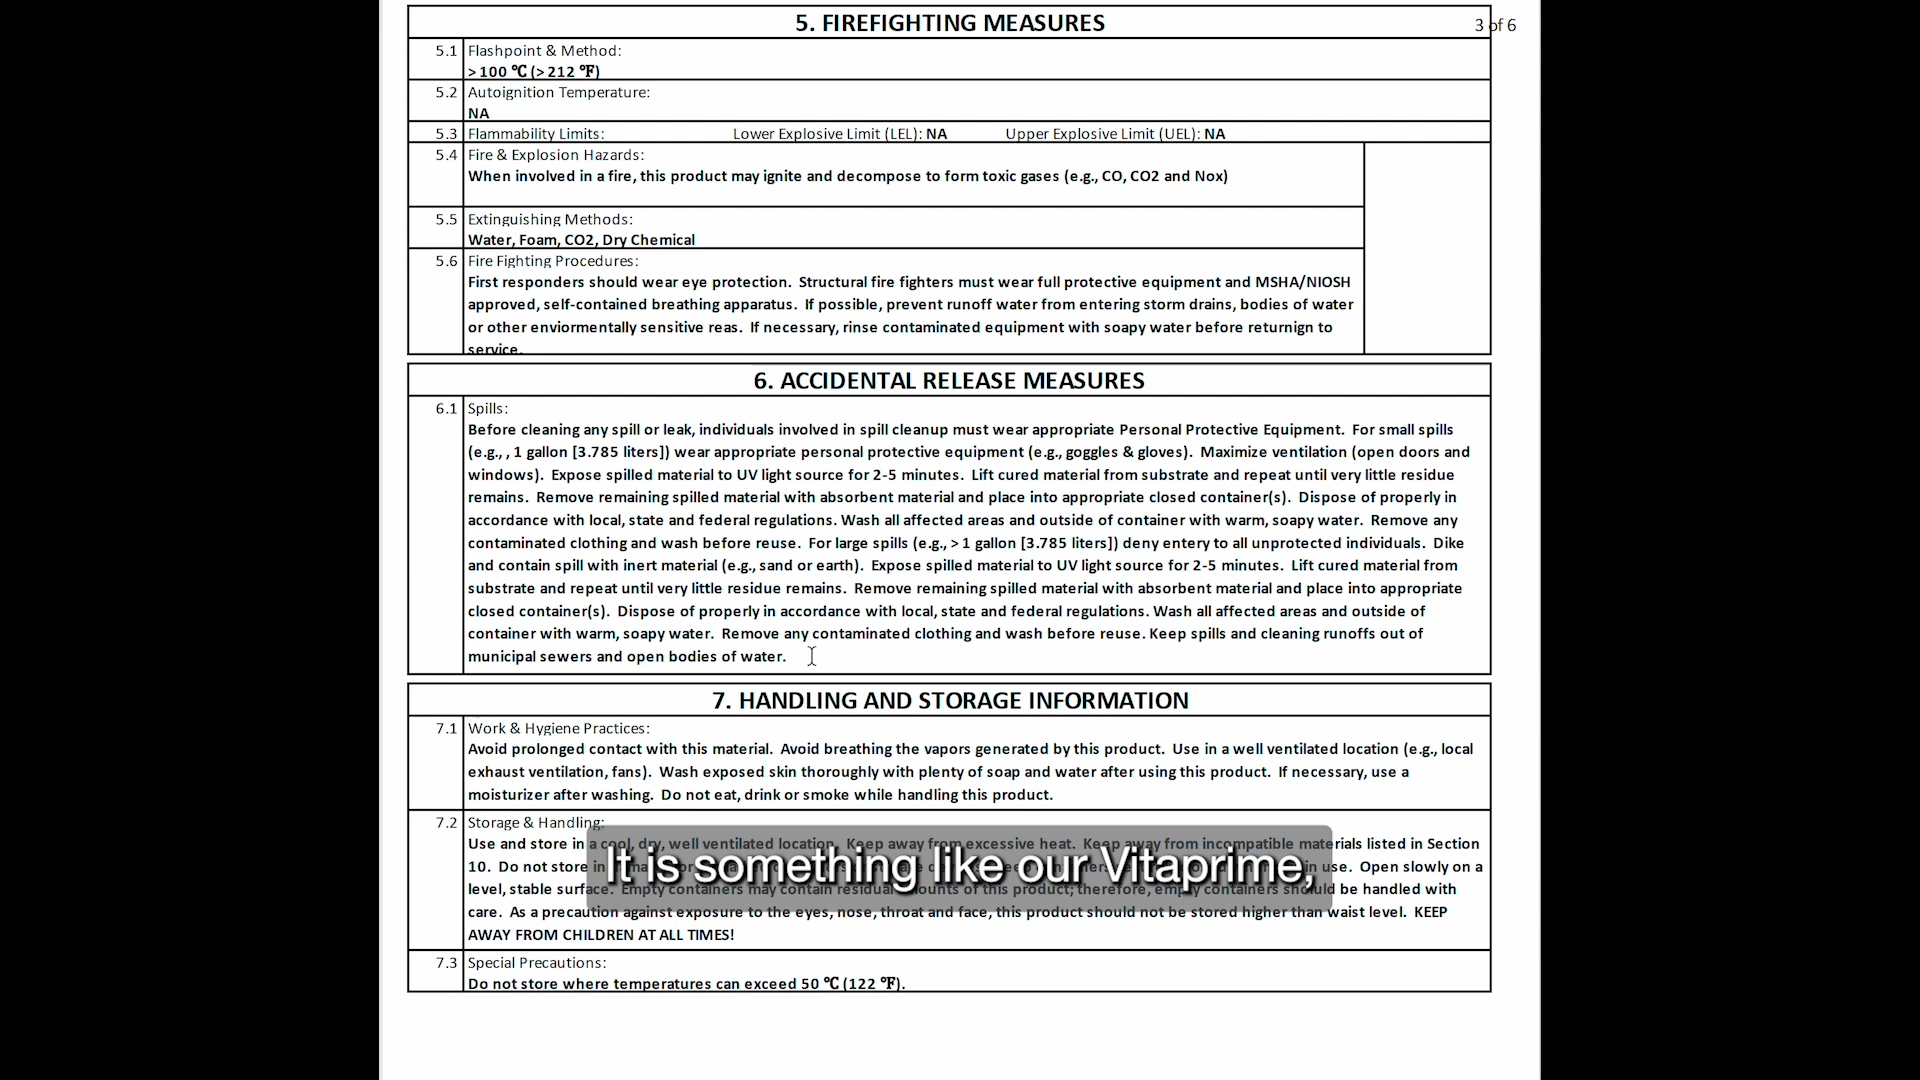 5. FIREFIGHTING MEASURES
3 of 6
5.1 Flashpoint & Method:
> 100 ℃ (> 212 ℉)
5.2 Autoignition Temperature:
NA
5.3 Flammability Limits: Lower Explosive Limit (LEL): NA Upper Explosive Limit (UEL): NA
5.4 Fire & Explosion Hazards:
When involved in a fire, this product may ignite and decompose to form toxic gases (e.g., CO, CO2 and Nox)
5.5 Extinguishing Methods:
Water, Foam, CO2, Dry Chemical
5.6 Fire Fighting Procedures:
First responders should wear eye protection. Structural fire fighters must wear full protective equipment and MSHA/NIOSH
approved, self-contained breathing apparatus. If possible, prevent runoff water from entering storm drains, bodies of water
or other enviormentally sensitive reas. If necessary, rinse contaminated equipment with soapy water before returnign to
service.
6. ACCIDENTAL RELEASE MEASURES
6.1 Spills:
Before cleaning any spill or leak, individuals involved in spill cleanup must wear appropriate Personal Protective Equipment. For small spills
(e.g., , 1 gallon [3.785 liters]) wear appropriate personal protective equipment (e.g., goggles & gloves). Maximize ventilation (open doors and
windows). Expose spilled material to UV light source for 2-5 minutes. Lift cured material from substrate and repeat until very little residue
remains. Remove remaining spilled material with absorbent material and place into appropriate closed container(s). Dispose of properly in
accordance with local, state and federal regulations. Wash all affected areas and outside of container with warm, soapy water. Remove any
contaminated clothing and wash before reuse. For large spills (e.g., > 1 gallon [3.785 liters]) deny entery to all unprotected individuals. Dike
and contain spill with inert material (e.g., sand or earth). Expose spilled material to UV light source for 2-5 minutes. Lift cured material from
substrate and repeat until very little residue remains. Remove remaining spilled material with absorbent material and place into appropriate
closed container(s). Dispose of properly in accordance with local, state and federal regulations. Wash all affected areas and outside of
container with warm, soapy water. Remove any contaminated clothing and wash before reuse. Keep spills and cleaning runoffs out of
municipal sewers and open bodies of water.
7. HANDLING AND STORAGE INFORMATION
7.1 Work & Hygiene Practices:
Avoid prolonged contact with this material. Avoid breathing the vapors generated by this product. Use in a well ventilated location (e.g., local
exhaust ventilation, fans). Wash exposed skin thoroughly with plenty of soap and water after using this product. If necessary, use a
moisturizer after washing. Do not eat, drink or smoke while handling this product.
7.2 Storage & Handling:
Use and store in a cool, dry, well ventilated location. Keep away from excessive heat. Keep away from incompatible materials listed in Section
10. Do not store in use. Open slowly on a
It is something like our Vitaprime,
level, stable surface. Empty containers may contain residual amounts of this product; therefore, empty containers should be handled with
care. As a precaution against exposure to the eyes, nose, throat and face, this product should not be stored higher than waist level. KEEP
AWAY FROM CHILDREN AT ALL TIMES!
7.3 Special Precautions:
Do not store where temperatures can exceed 50 ℃ (122 ℉).